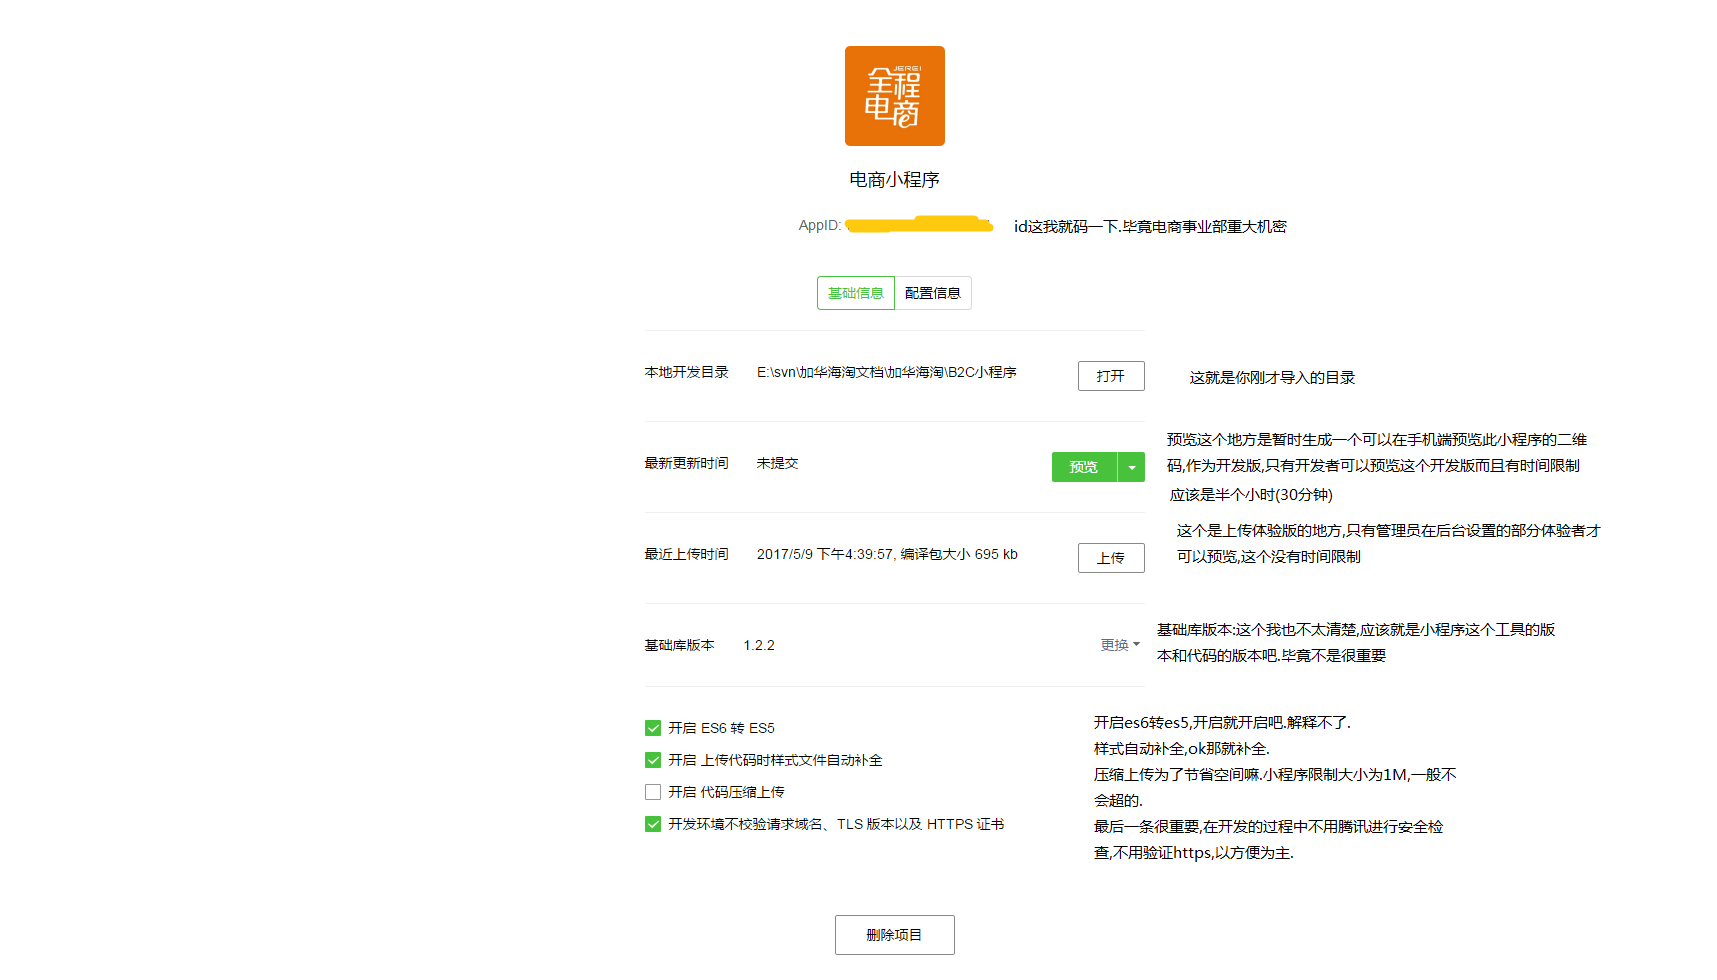 JEREI
全程
电商
电商小程序
AppID:
id这我就码一下.毕竟电商事业部重大机密
基础信息 配置信息
本地开发目录 E:\svn\加华海淘文档\加华海淘\B2C小程序 打开
这就是你刚才导入的目录
最新更新时间 未提交 预览
预览这个地方是暂时生成一个可以在手机端预览此小程序的二维
码,作为开发版,只有开发者可以预览这个开发版而且有时间限制
应该是半个小时(30分钟)
最近上传时间 2017/5/9 下午4:39:57, 编译包大小 695 kb 上传
这个是上传体验版的地方,只有管理员在后台设置的部分体验者才
可以预览,这个没有时间限制
基础库版本 1.2.2 更换
基础库版本:这个我也不太清楚,应该就是小程序这个工具的版
本和代码的版本吧.毕竟不是很重要
开启 ES6 转 ES5
开启 上传代码时样式文件自动补全
开启 代码压缩上传
开发环境不校验请求域名、TLS 版本以及 HTTPS 证书
开启es6转es5,开启就开启吧.解释不了.
样式自动补全,ok那就补全.
压缩上传为了节省空间嘛.小程序限制大小为1M,一般不
会超的.
最后一条很重要,在开发的过程中不用腾讯进行安全检
查,不用验证https,以方便为主.
删除项目